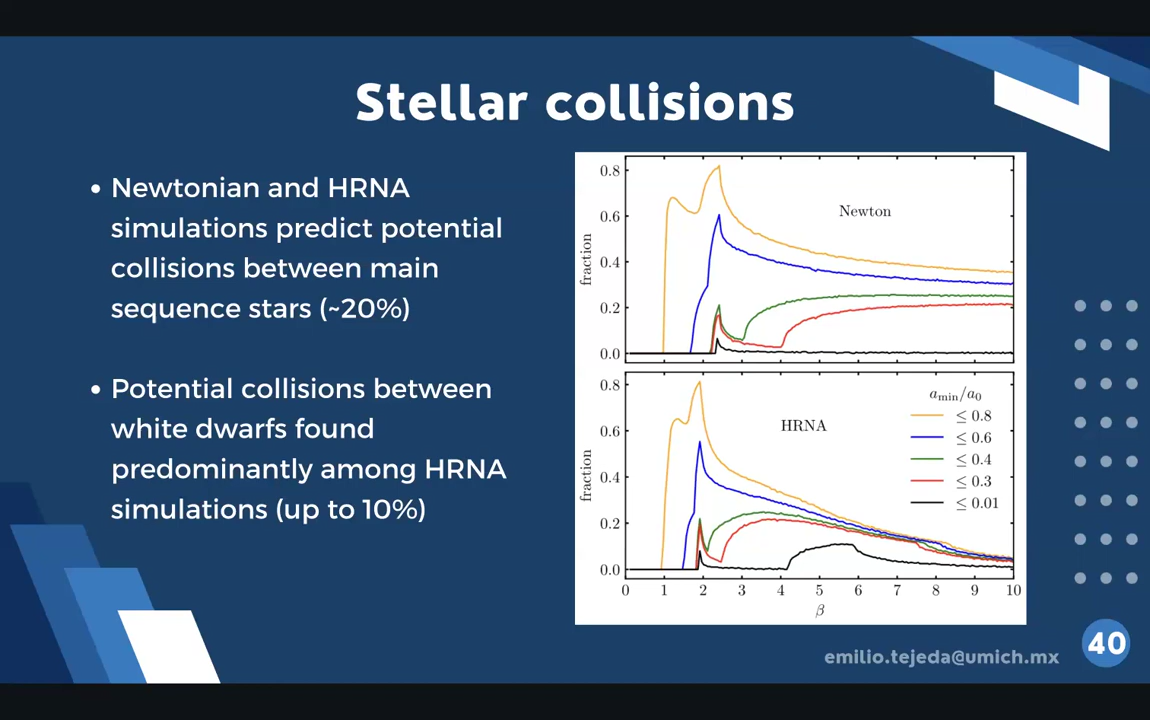 Stellar collisions
• Newtonian and HRNA
simulations predict potential
collisions between main
sequence stars (~20%)
• Potential collisions between
white dwarfs found
predominantly among HRNA
simulations (up to 10%)
0.8
0.6
0.4
0.2
0.0
fraction
Newton
0.8
0.6
0.4
0.2
0.0
fraction
HRNA
a_min/a_0
≤ 0.8
≤ 0.6
≤ 0.4
≤ 0.3
≤ 0.01
0 1 2 3 4 5 6 7 8 9 10
β
emilio.tejeda@umich.mx
40